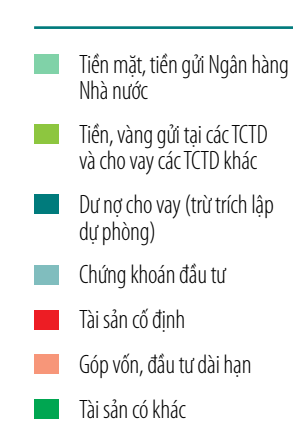 Tiền mặt, tiền gửi Ngân hàng
Nhà nước
Tiền, vàng gửi tại các TCTD
và cho vay các TCTD khác
Dư nợ cho vay (trừ trích lập
dự phòng)
Chứng khoán đầu tư
Tài sản cố định
Góp vốn, đầu tư dài hạn
Tài sản có khác